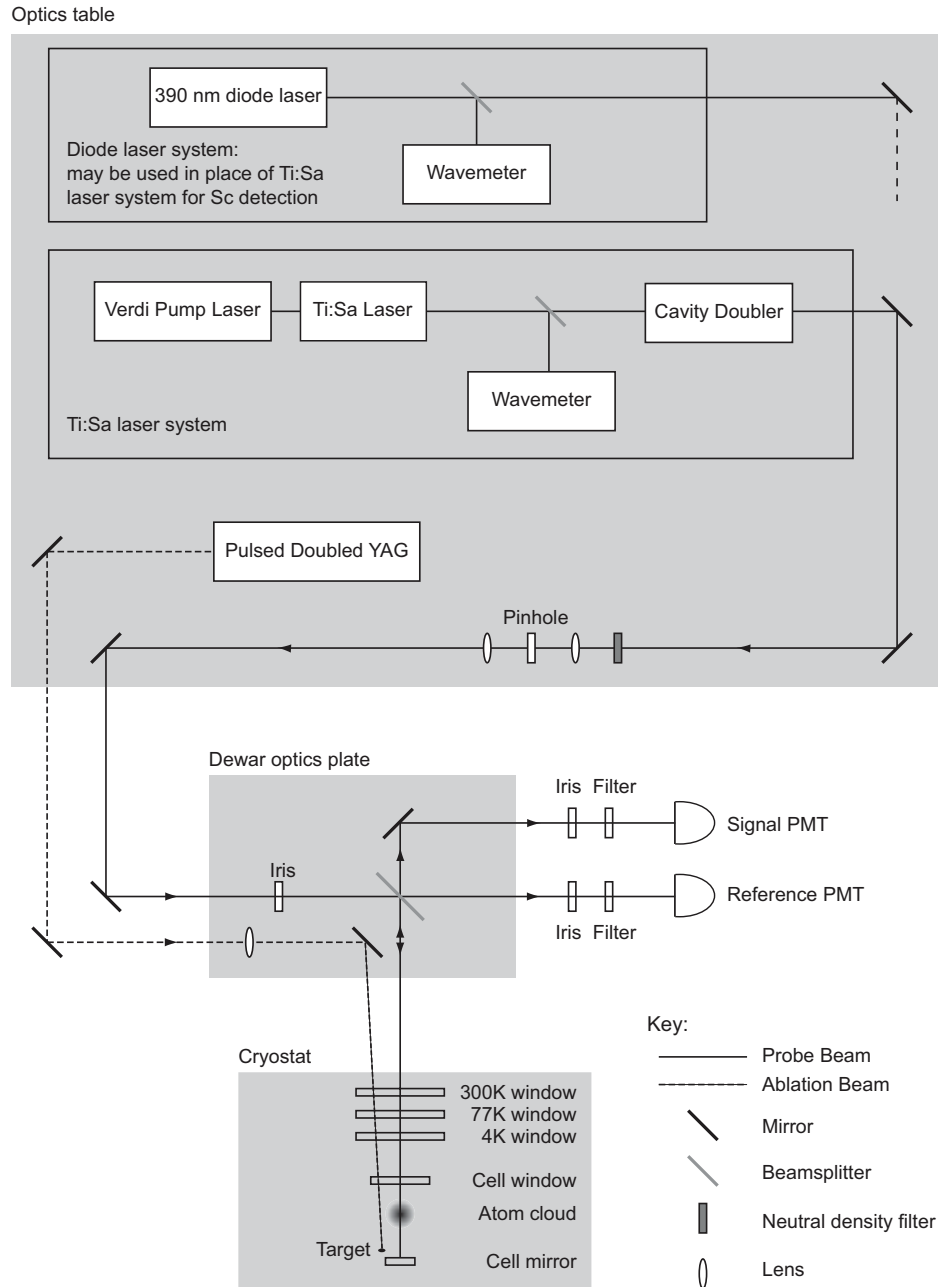 Optics table
390 nm diode laser
Diode laser system:
may be used in place of Ti:Sa
laser system for Sc detection
Wavemeter
Verdi Pump Laser
Ti:Sa Laser
Cavity Doubler
Wavemeter
Ti:Sa laser system
Pulsed Doubled YAG
Pinhole
Dewar optics plate
Iris
Filter
Signal PMT
Iris
Reference PMT
Iris
Filter
Key:
Probe Beam
Ablation Beam
Mirror
Beamsplitter
Neutral density filter
Lens
Cryostat
300K window
77K window
4K window
Cell window
Atom cloud
Target
Cell mirror